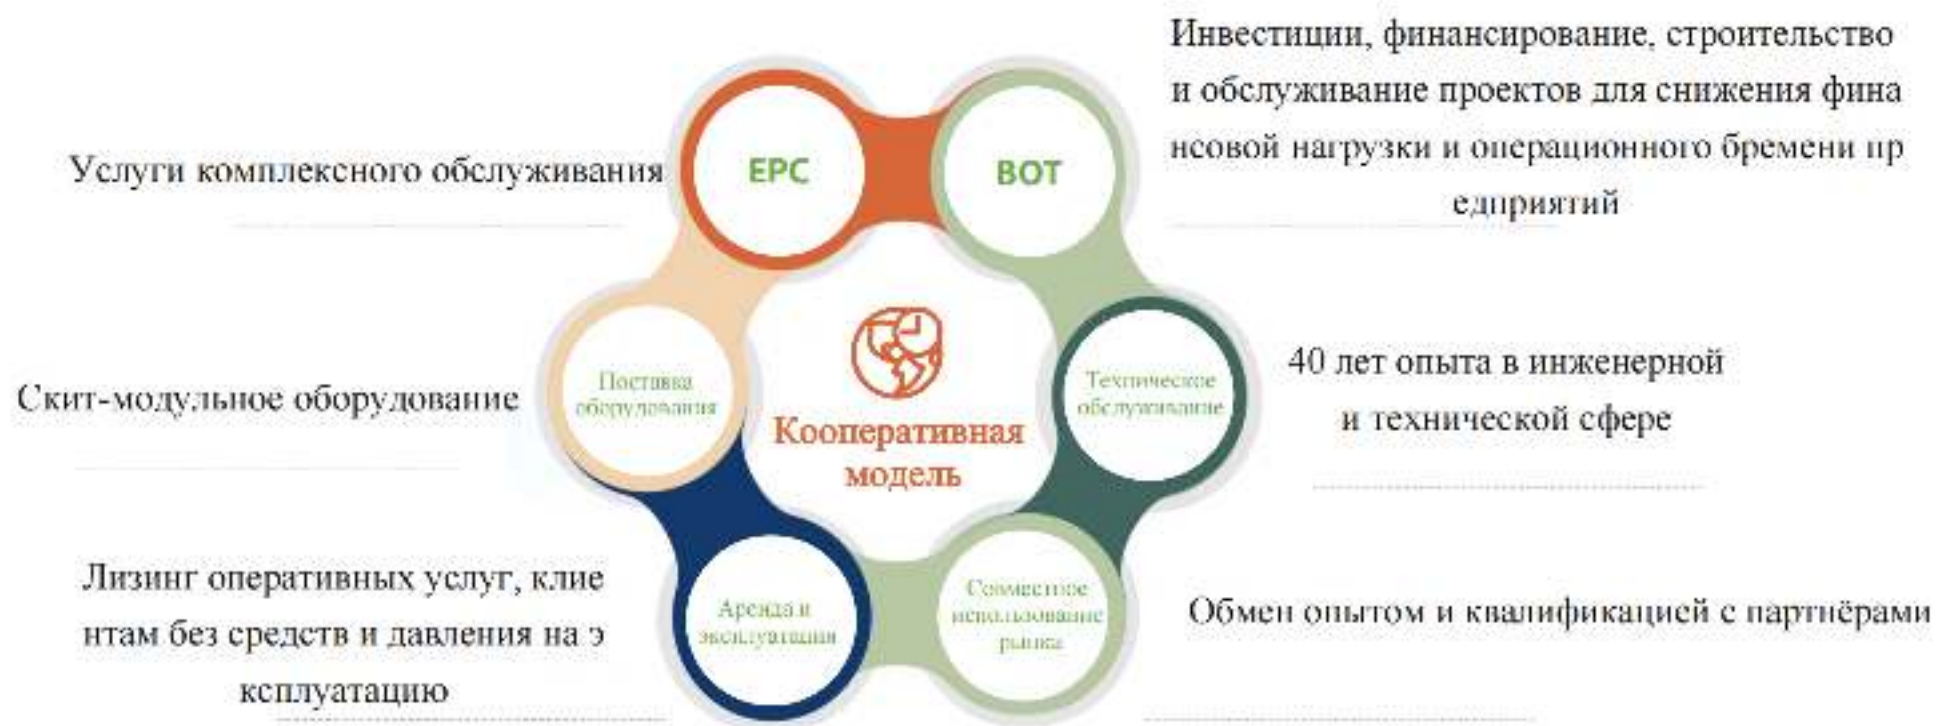 Инвестиции, финансирование, строительство
и обслуживание проектов для снижения фина
нсовой нагрузки и операционного бремени пр
едприятий
Услуги комплексного обслуживания
EPC
BOT
Скит-модульное оборудование
Поставка
оборудования
Кооперативная
модель
Техническое
обслуживание
40 лет опыта в инженерной
и технической сфере
Лизинг оперативных услуг, клие
нтам без средств и давления на э
ксплуатацию
Аренда и
эксплуатация
Совместное
использование
рынка
Обмен опытом и квалификацией с партнёрами